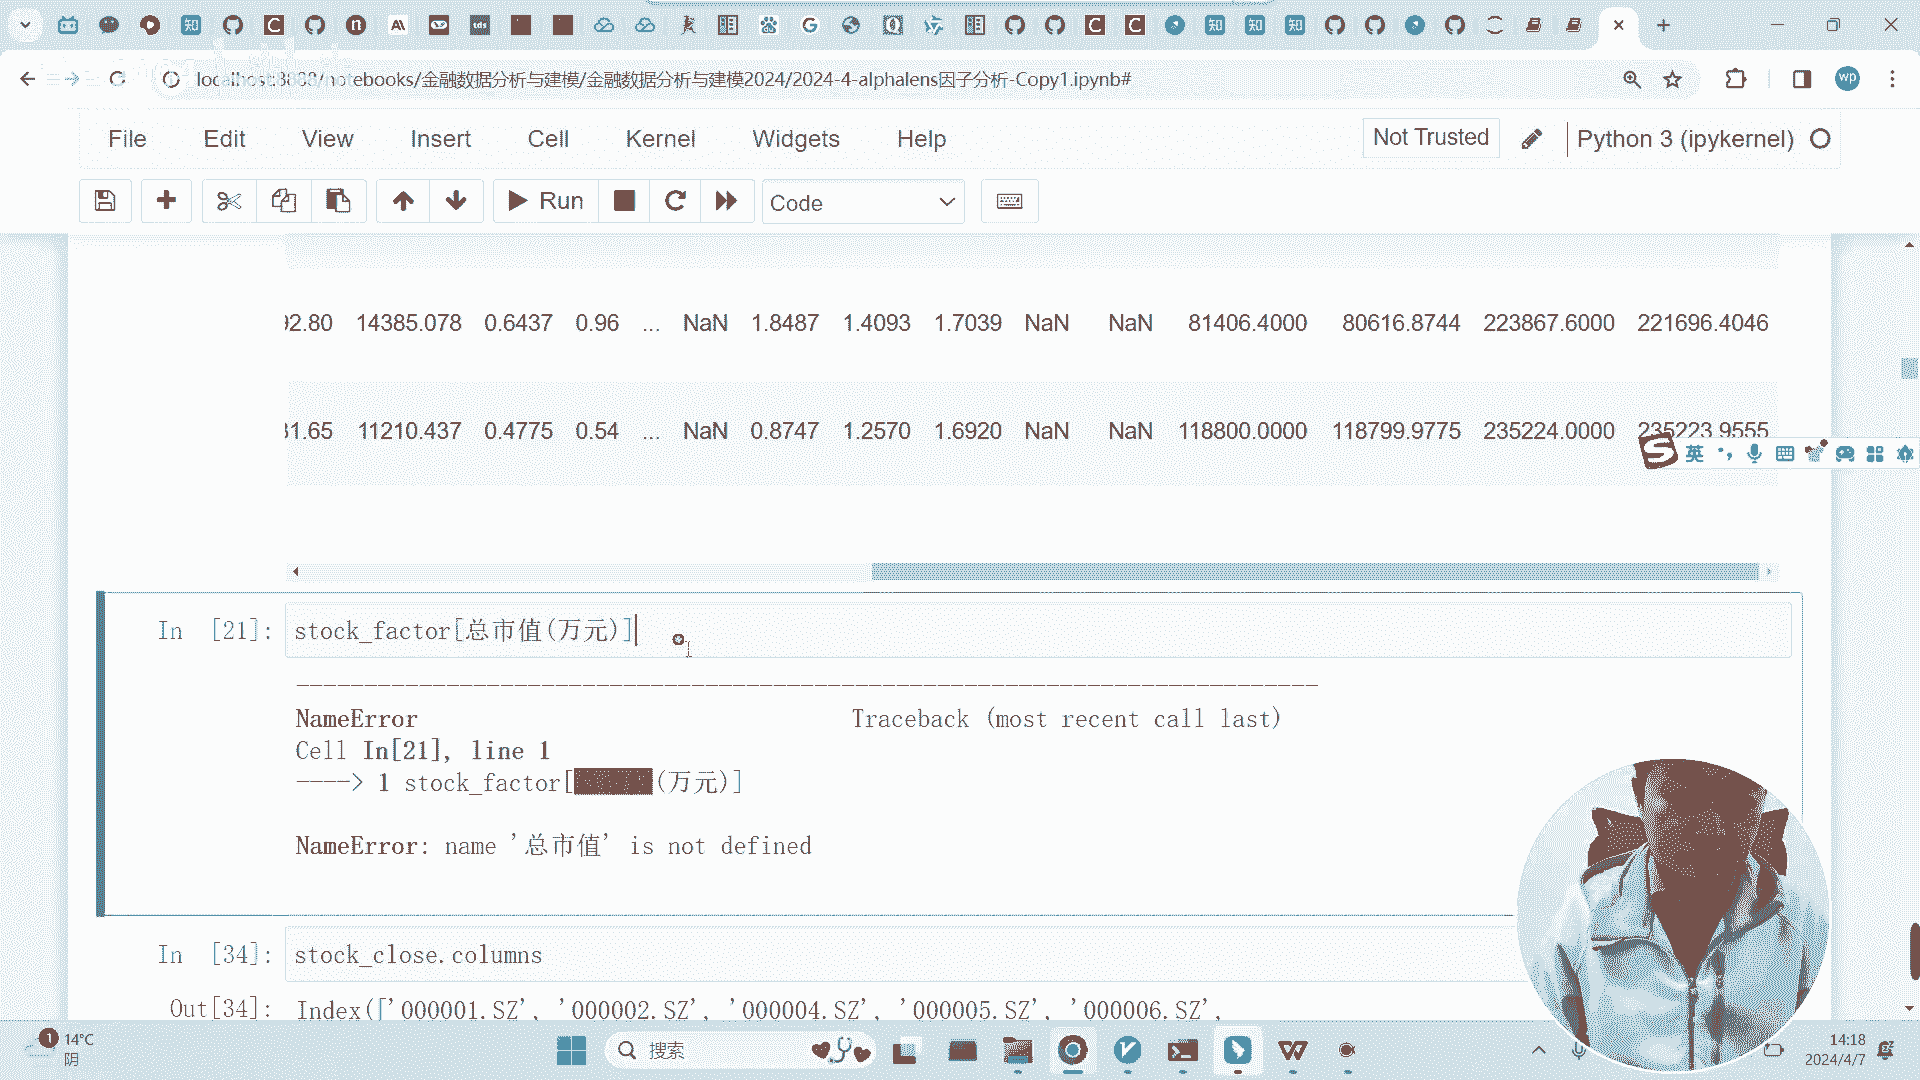 localhost:8888/notebooks/金融数据分析与建模/金融数据分析与建模2024/2024-4-alphalens因子分析-Copy1.ipynb#
wp
File Edit View Insert Cell Kernel Widgets Help
Not Trusted
Python 3 (ipykernel)
Run
Code
92.80 14385.078 0.6437 0.96 ... NaN 1.8487 1.4093 1.7039 NaN NaN 81406.4000 80616.8744 223867.6000 221696.4046
31.65 11210.437 0.4775 0.54 ... NaN 0.8747 1.2570 1.6920 NaN NaN 118800.0000 118799.9775 235224.0000 235223.9555
英
In [21]: stock_factor[总市值(万元)]
NameError Traceback (most recent call last)
Cell In[21], line 1
----> 1 stock_factor[(万元)]
NameError: name '总市值' is not defined
In [34]: stock_close.columns
Out[34]: Index(['000001.SZ', '000002.SZ', '000004.SZ', '000005.SZ', '000006.SZ',
1
14°C
阴
搜索
14:18
2024/4/7